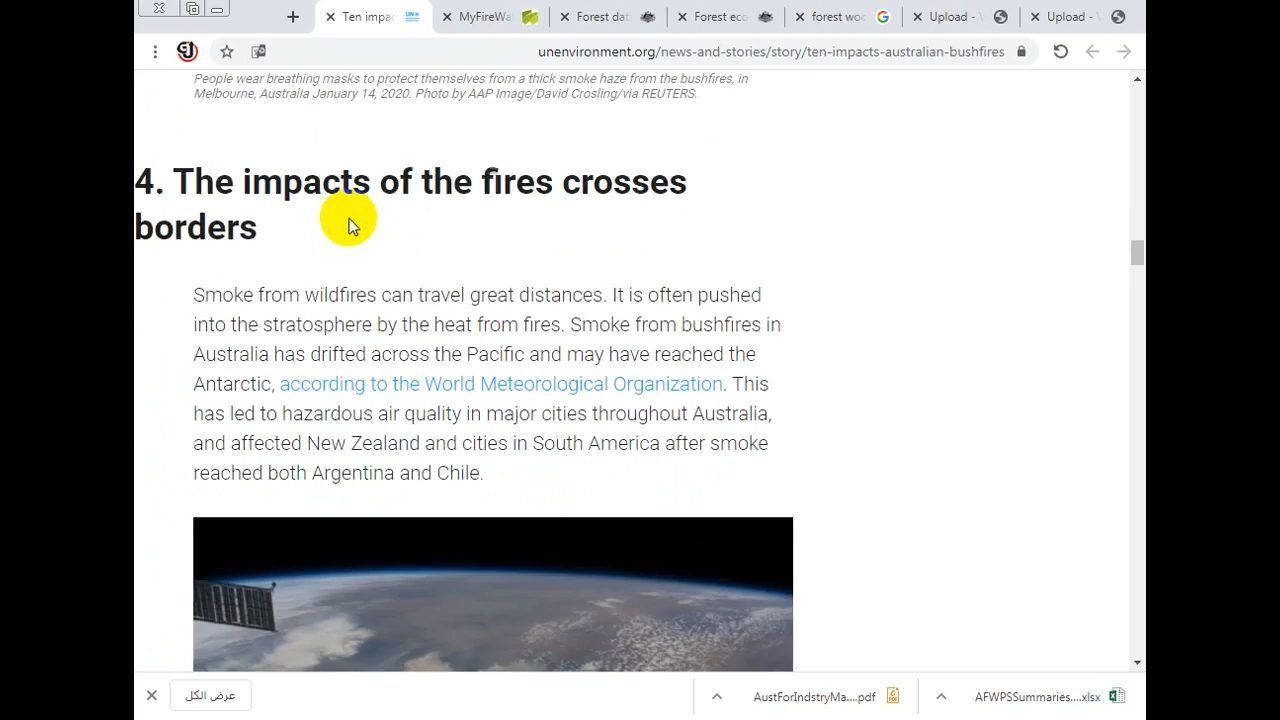 Ten impa
MyFireWa
Forest dat
Forest eco
forest woo
Upload -
Upload -
unenvironment.org/news-and-stories/story/ten-impacts-australian-bushfires
People wear breathing masks to protect themselves from a thick smoke haze from the bushfires, in
Melbourne, Australia January 14, 2020. Photo by AAP Image/David Crosling/via REUTERS.
4. The impacts of the fires crosses
borders
Smoke from wildfires can travel great distances. It is often pushed
into the stratosphere by the heat from fires. Smoke from bushfires in
Australia has drifted across the Pacific and may have reached the
Antarctic, according to the World Meteorological Organization. This
has led to hazardous air quality in major cities throughout Australia,
and affected New Zealand and cities in South America after smoke
reached both Argentina and Chile.
عرض الكل
AustForIndstryMa....pdf
AFWPSSummaries....xlsx